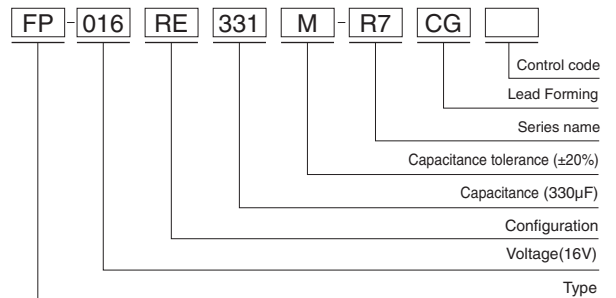 FP - 016 RE 331 M - R7 CG
Control code
Lead Forming
Series name
Capacitance tolerance (±20%)
Capacitance (330µF)
Configuration
Voltage(16V)
Type